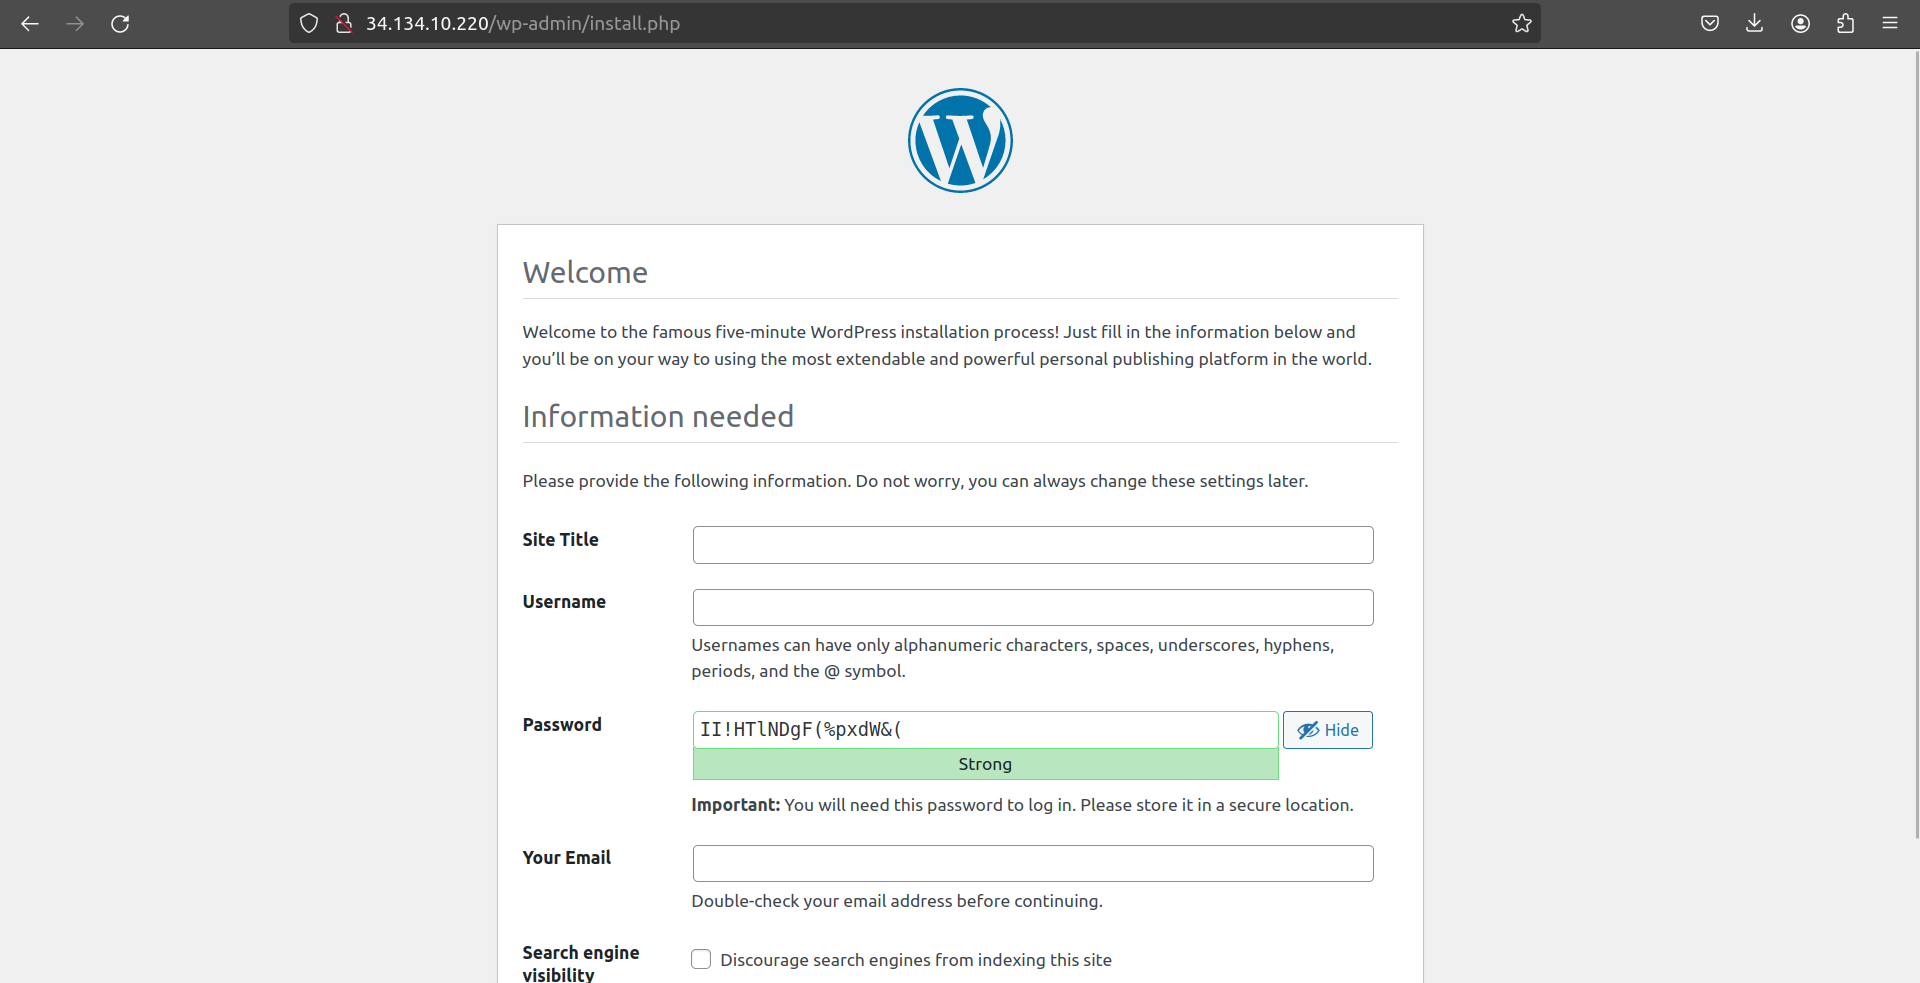 34.134.10.220/wp-admin/install.php
Welcome
Welcome to the famous five-minute WordPress installation process! Just fill in the information below and
you’ll be on your way to using the most extendable and powerful personal publishing platform in the world.
Information needed
Please provide the following information. Do not worry, you can always change these settings later.
Site Title
Username
Usernames can have only alphanumeric characters, spaces, underscores, hyphens,
periods, and the @ symbol.
Password
II!HTlNDgF(%pxdW&(
Hide
Strong
Important: You will need this password to log in. Please store it in a secure location.
Your Email
Double-check your email address before continuing.
Search engine
visibility
Discourage search engines from indexing this site